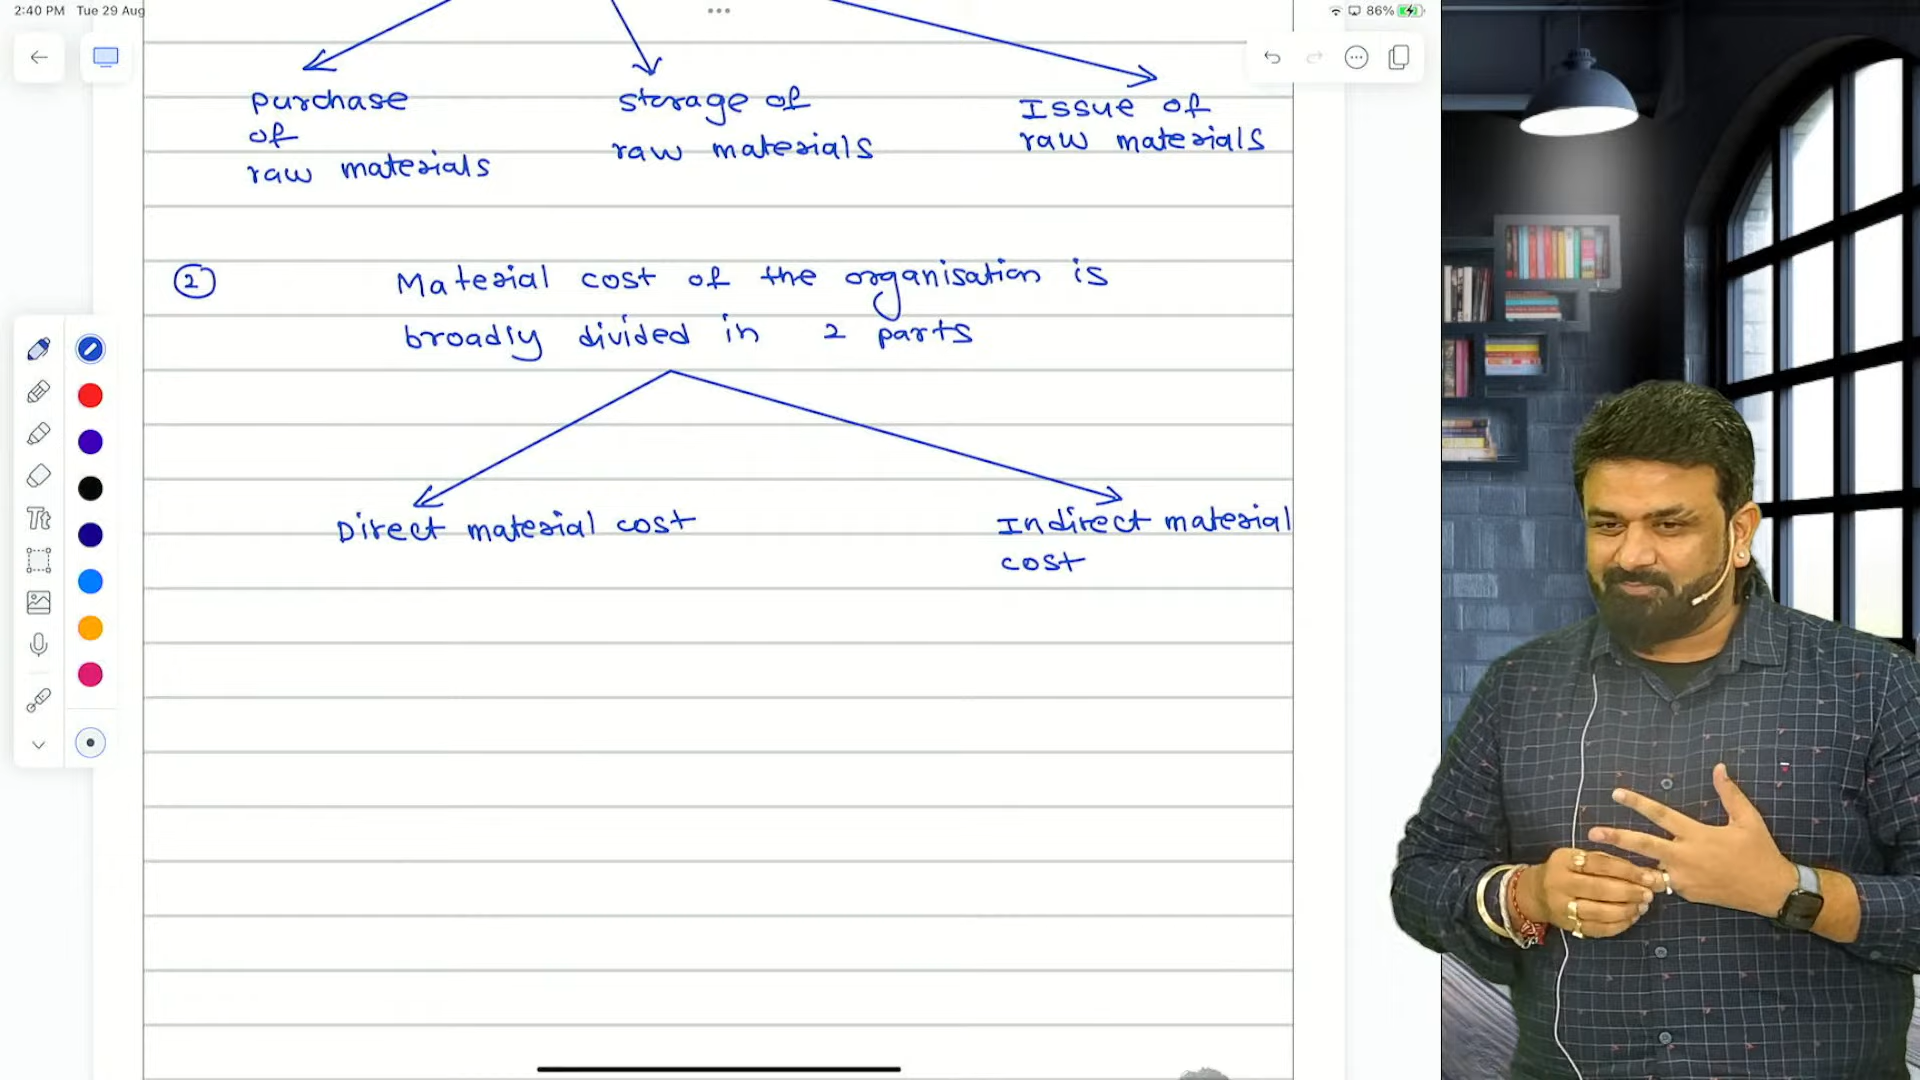 2:40 PM Tue 29 Aug
86%
purchase
of
raw materials
storage of
raw materials
Issue of
raw materials
2
Material cost of the organisation is
broadly divided in 2 parts
Direct material cost
Indirect material
cost
Tt